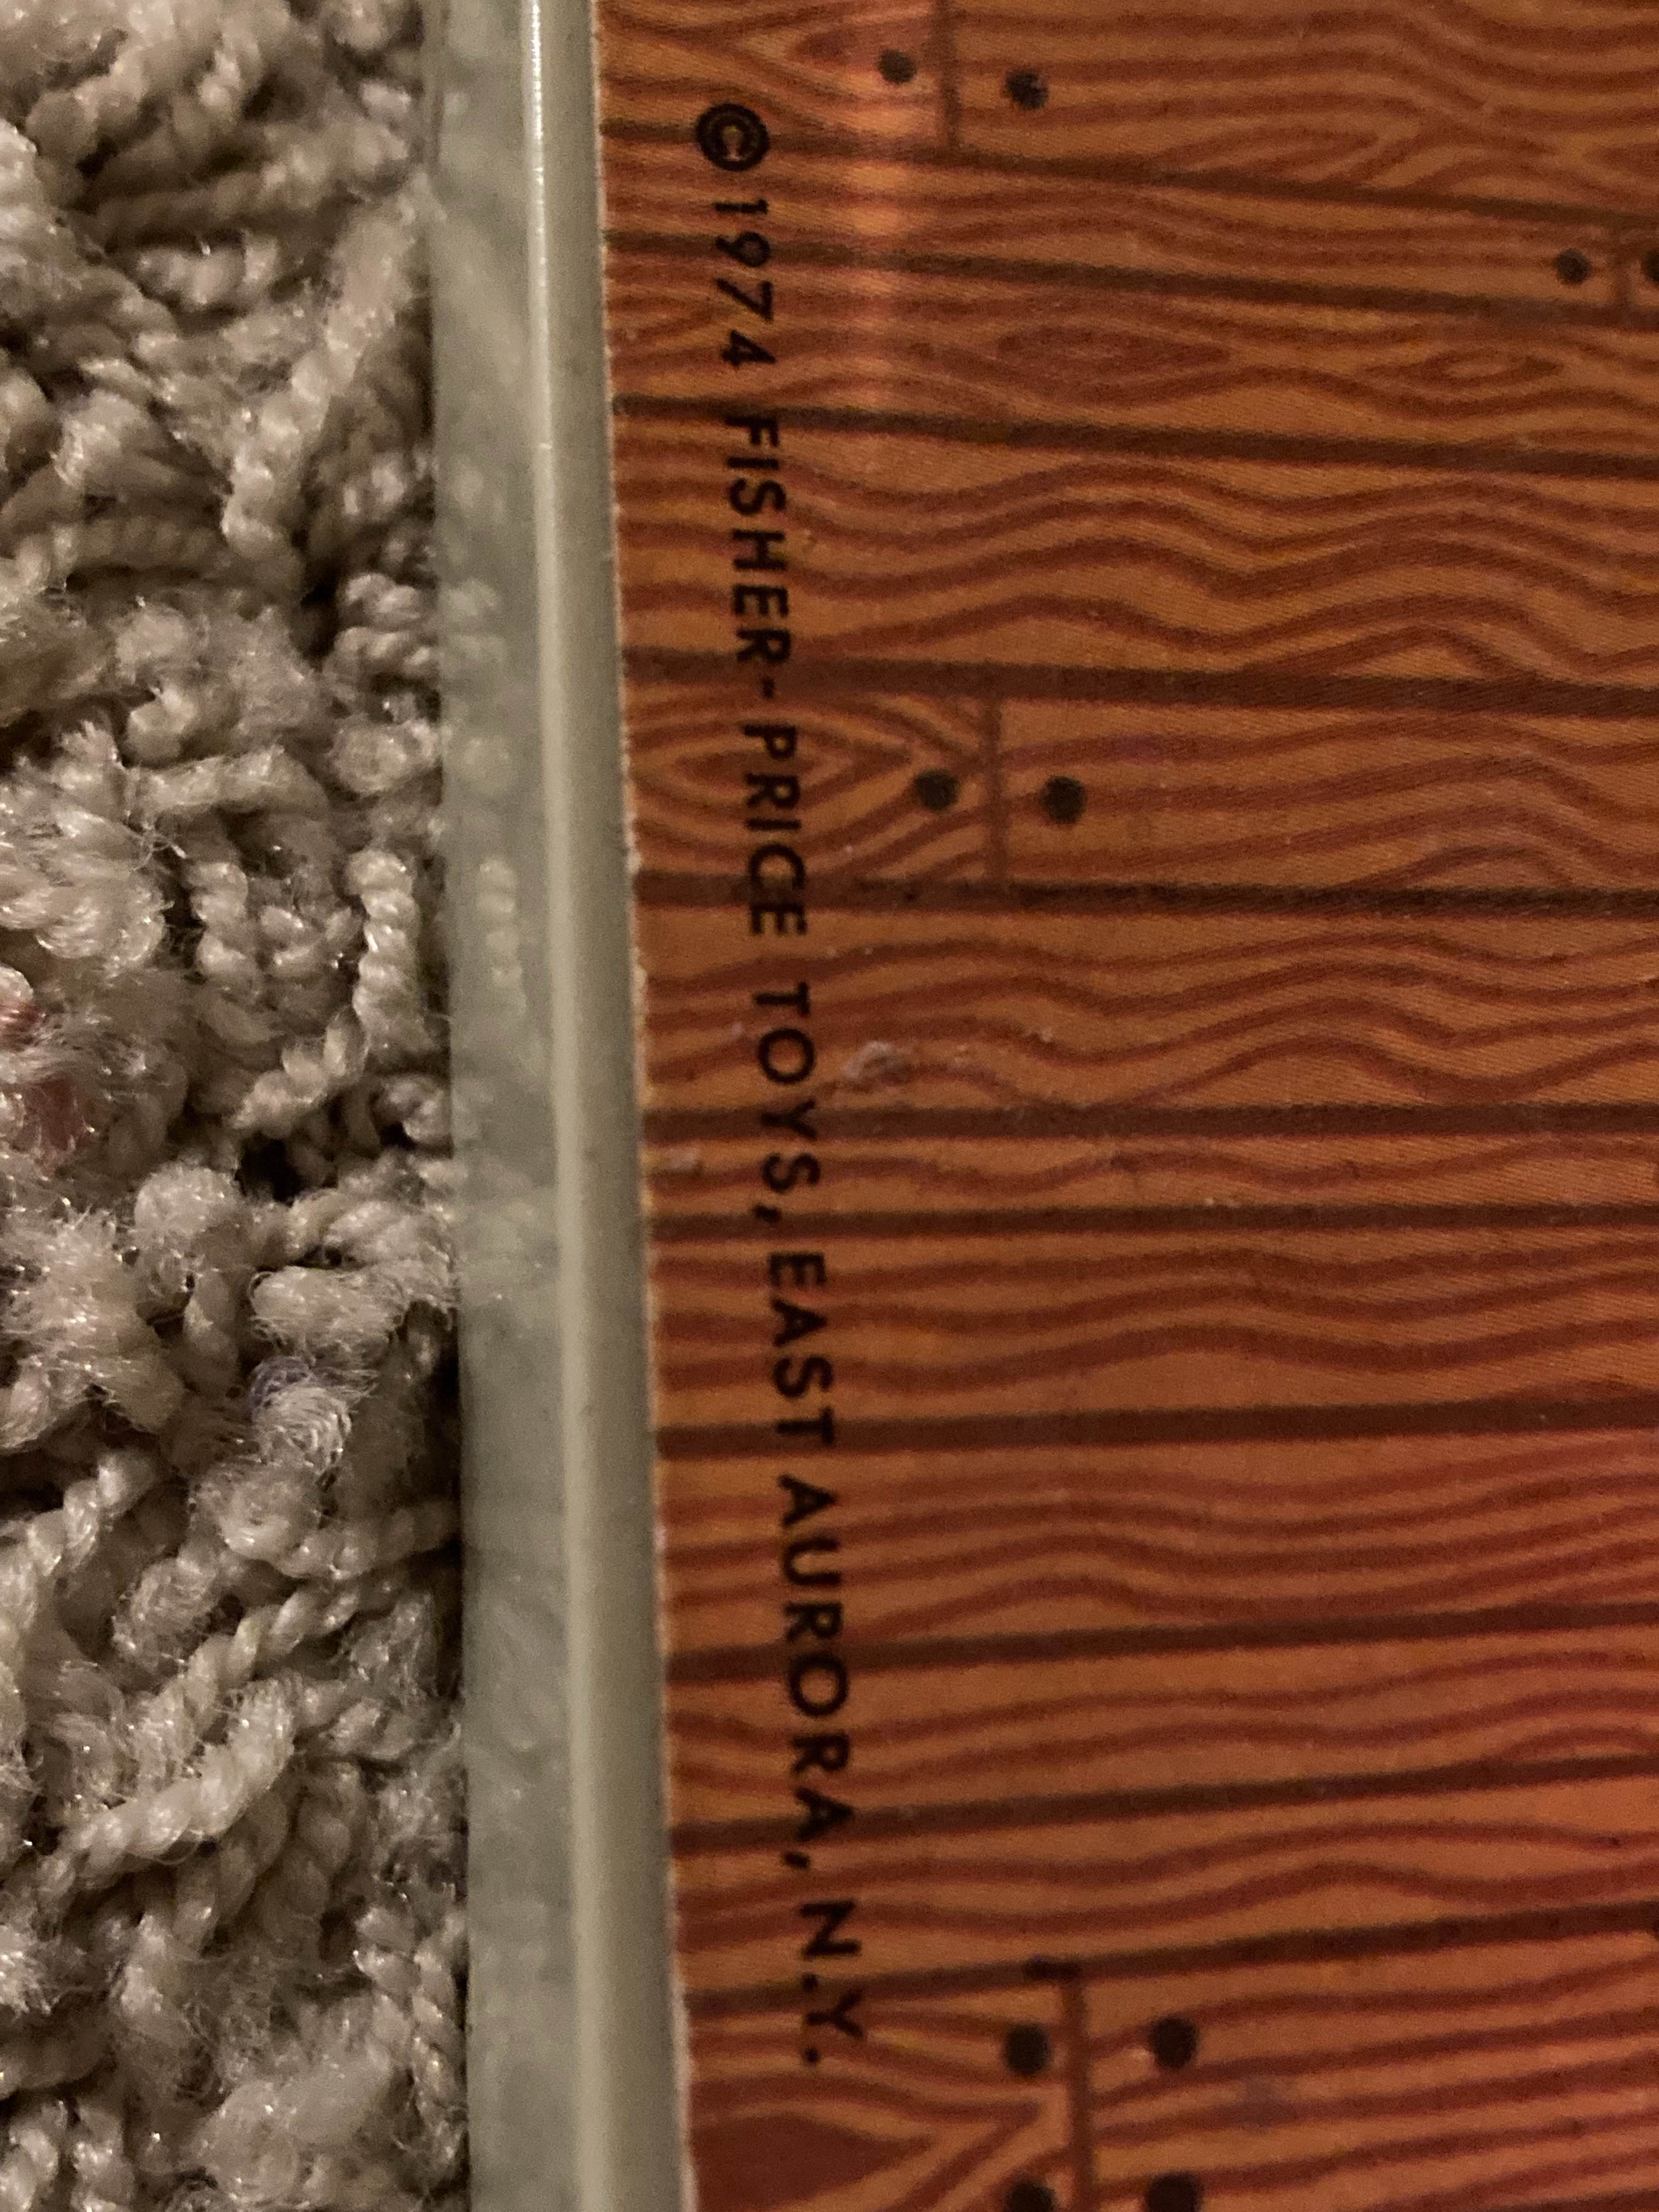 ©1974 FISHER-PRICE TOYS, EAST AURORA, N.Y.